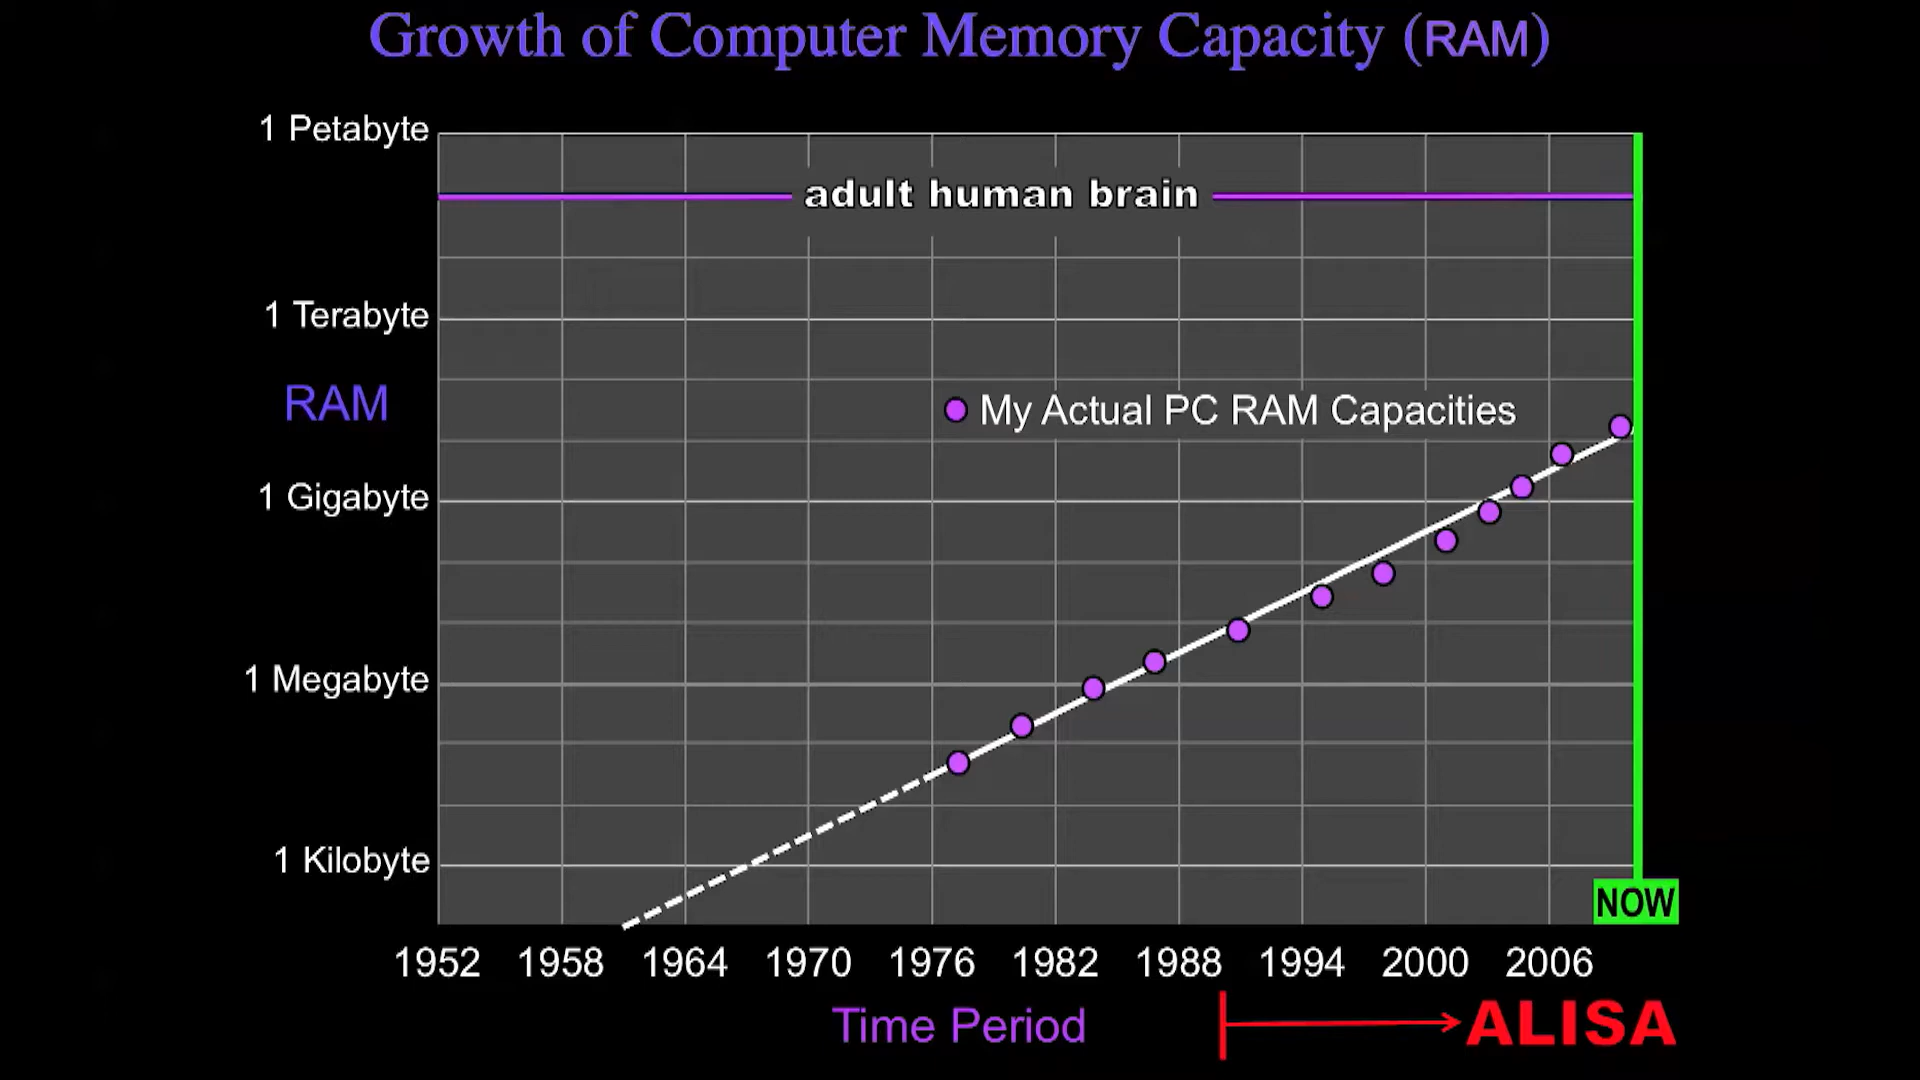 Growth of Computer Memory Capacity (RAM)
1 Petabyte
adult human brain
1 Terabyte
RAM
My Actual PC RAM Capacities
1 Gigabyte
1 Megabyte
1 Kilobyte
NOW
1952 1958 1964 1970 1976 1982 1988 1994 2000 2006
Time Period
ALISA